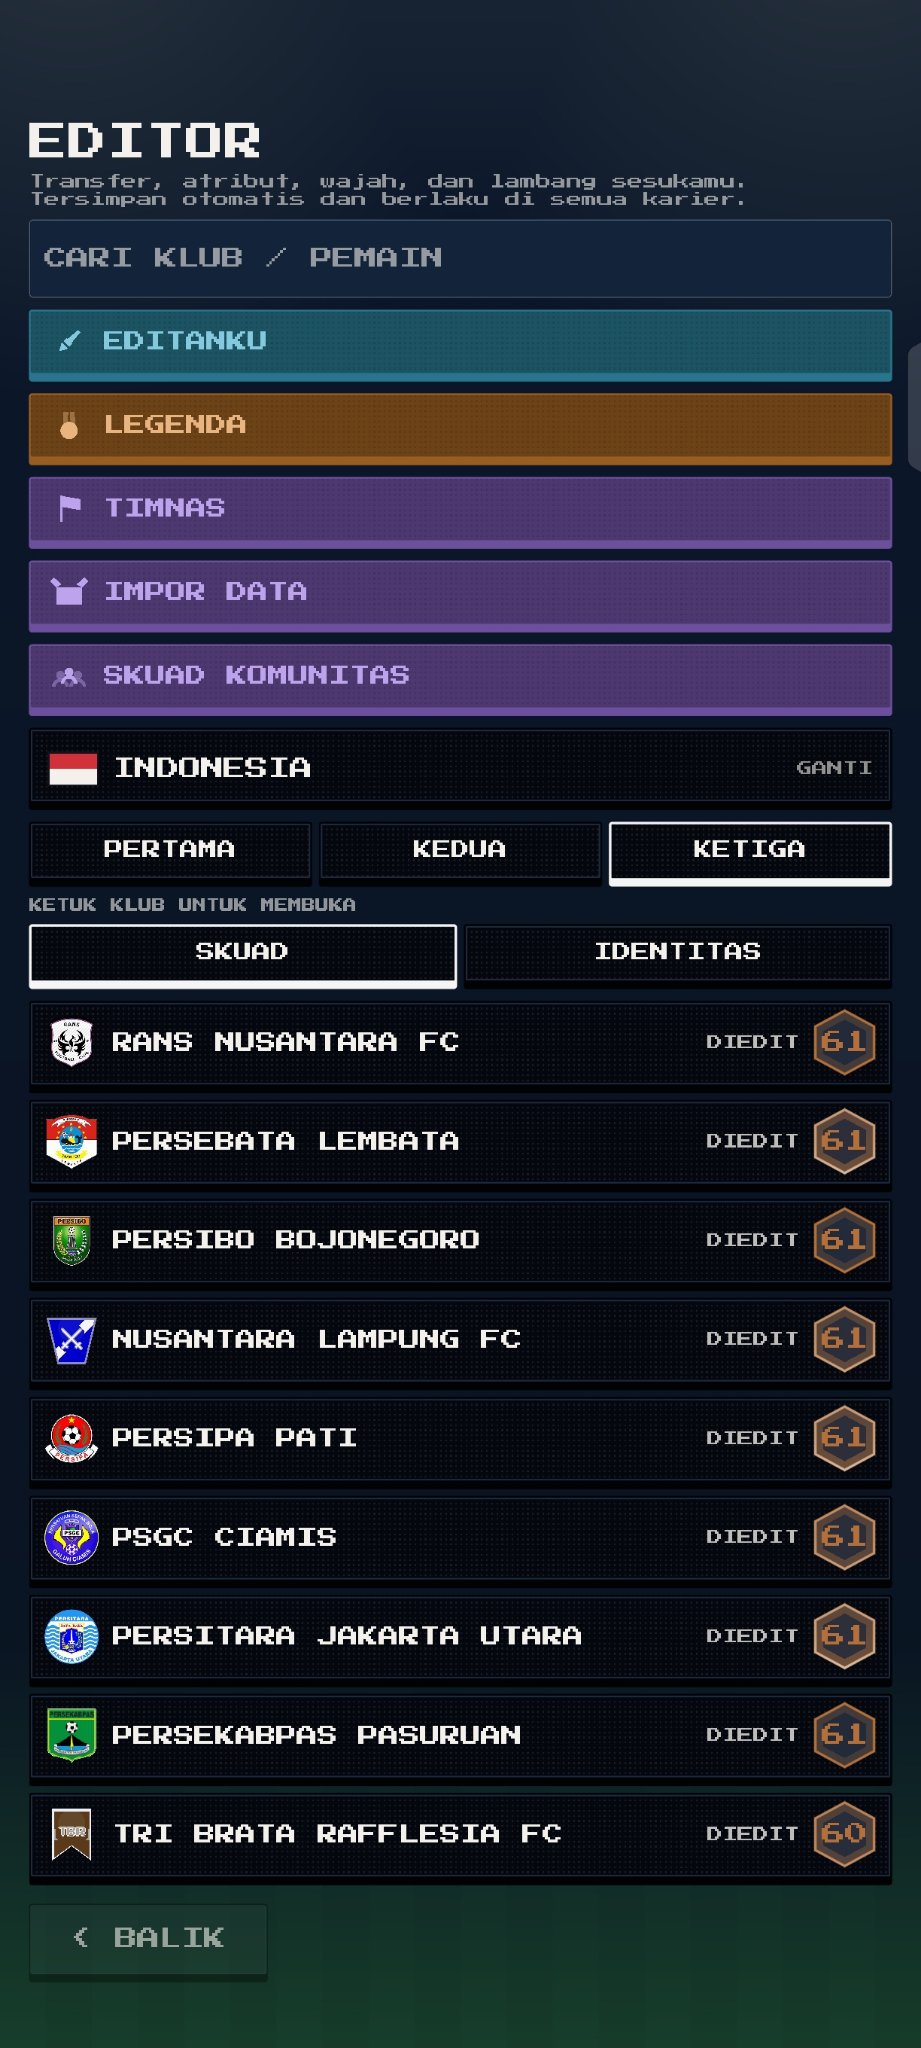 EDITOR
Transfer, atribut, wajah, dan lambang sesukamu.
Tersimpan otomatis dan berlaku di semua karier.
CARI KLUB / PEMAIN
EDITANKU
LEGENDA
TIMNAS
IMPOR DATA
SKUAD KOMUNITAS
INDONESIA GANTI
PERTAMA KEDUA KETIGA
KETUK KLUB UNTUK MEMBUKA
SKUAD IDENTITAS
RANS NUSANTARA FC DIEDIT 61
PERSEBATA LEMBATA DIEDIT 61
PERSIBO BOJONEGORO DIEDIT 61
NUSANTARA LAMPUNG FC DIEDIT 61
PERSIPA PATI DIEDIT 61
PSGC CIAMIS DIEDIT 61
PERSITARA JAKARTA UTARA DIEDIT 61
PERSEKABPAS PASURUAN DIEDIT 61
TBR TRI BRATA RAFFLESIA FC DIEDIT 60
< BALIK